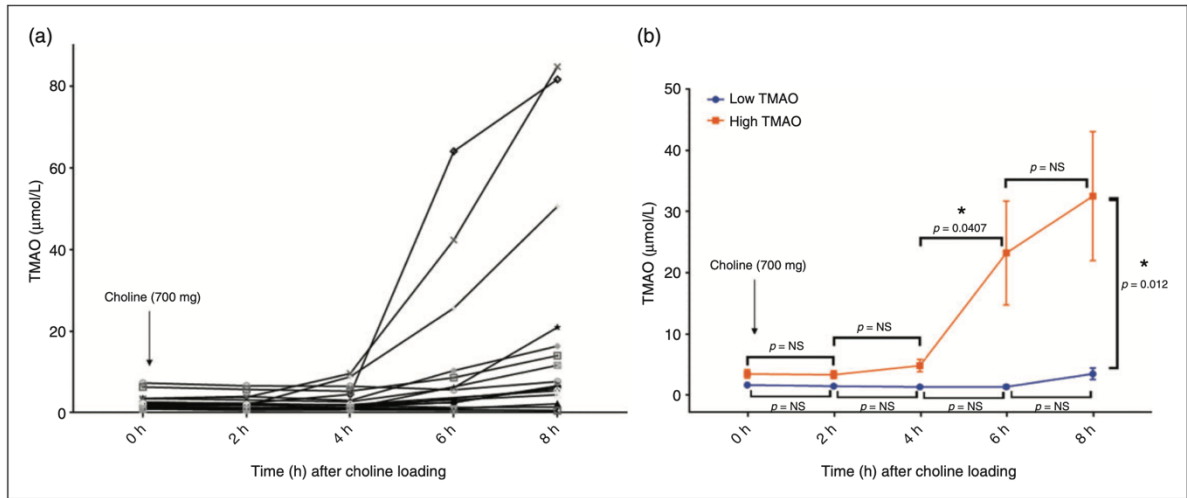 (a)
80
60
40
20
0
TMAO (µmol/L)
Choline (700 mg)
0 h
2 h
4 h
6 h
8 h
Time (h) after choline loading
(b)
50
40
30
20
10
0
TMAO (µmol/L)
Low TMAO
High TMAO
Choline (700 mg)
p = NS
p = NS
*
p = 0.0407
p = NS
*
p = 0.012
p = NS
p = NS
p = NS
p = NS
0 h
2 h
4 h
6 h
8 h
Time (h) after choline loading